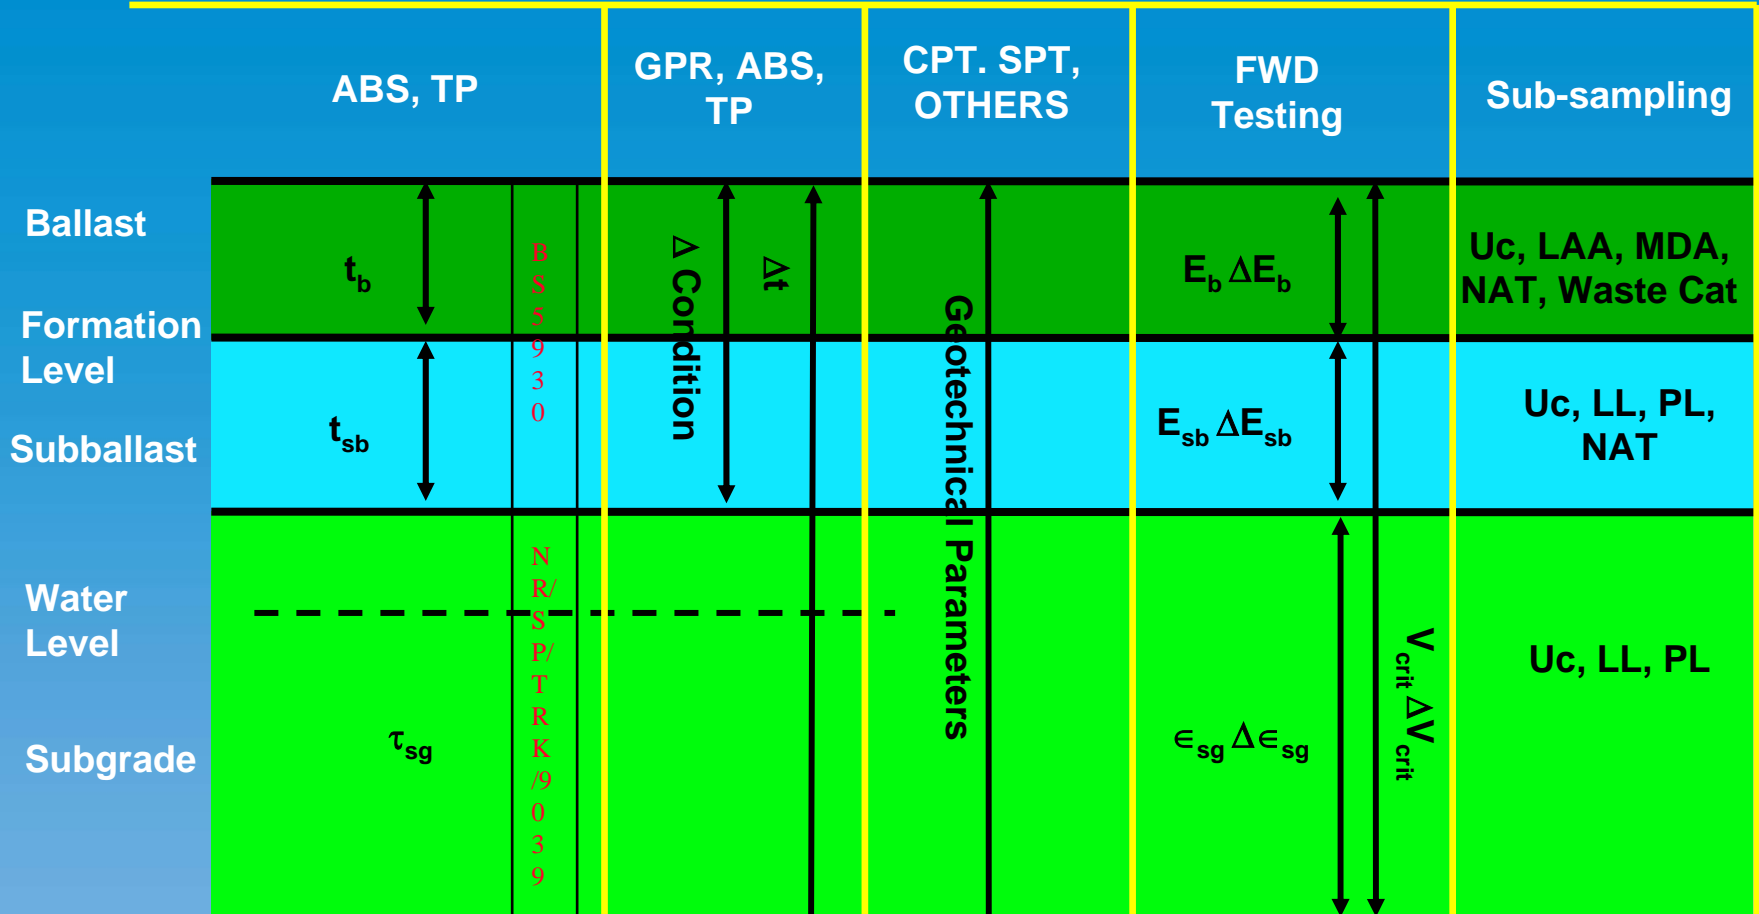 ABS, TP
GPR, ABS,
TP
CPT. SPT,
OTHERS
FWD
Testing
Sub-sampling
Ballast
Formation
Level
Subballast
Water
Level
Subgrade
t_b
t_sb
τ_sg
B
S
5
9
3
0
N
R/
S
P/
T
R
K
/9
0
3
9
Δ Condition
Δt
Geotechnical Parameters
E_b ΔE_b
E_sb ΔE_sb
∈_sg Δ∈_sg
V_crit ΔV_crit
Uc, LAA, MDA,
NAT, Waste Cat
Uc, LL, PL,
NAT
Uc, LL, PL